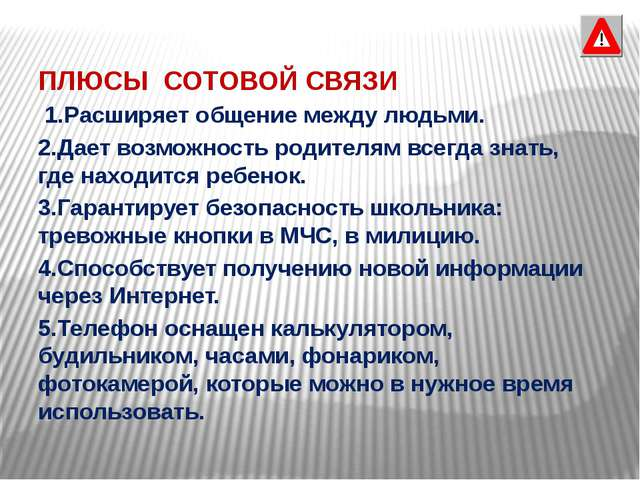 ПЛЮСЫ СОТОВОЙ СВЯЗИ
1.Расширяет общение между людьми.
2.Дает возможность родителям всегда знать,
где находится ребенок.
3.Гарантирует безопасность школьника:
тревожные кнопки в МЧС, в милицию.
4.Способствует получению новой информации
через Интернет.
5.Телефон оснащен калькулятором,
будильником, часами, фонариком,
фотокамерой, которые можно в нужное время
использовать.